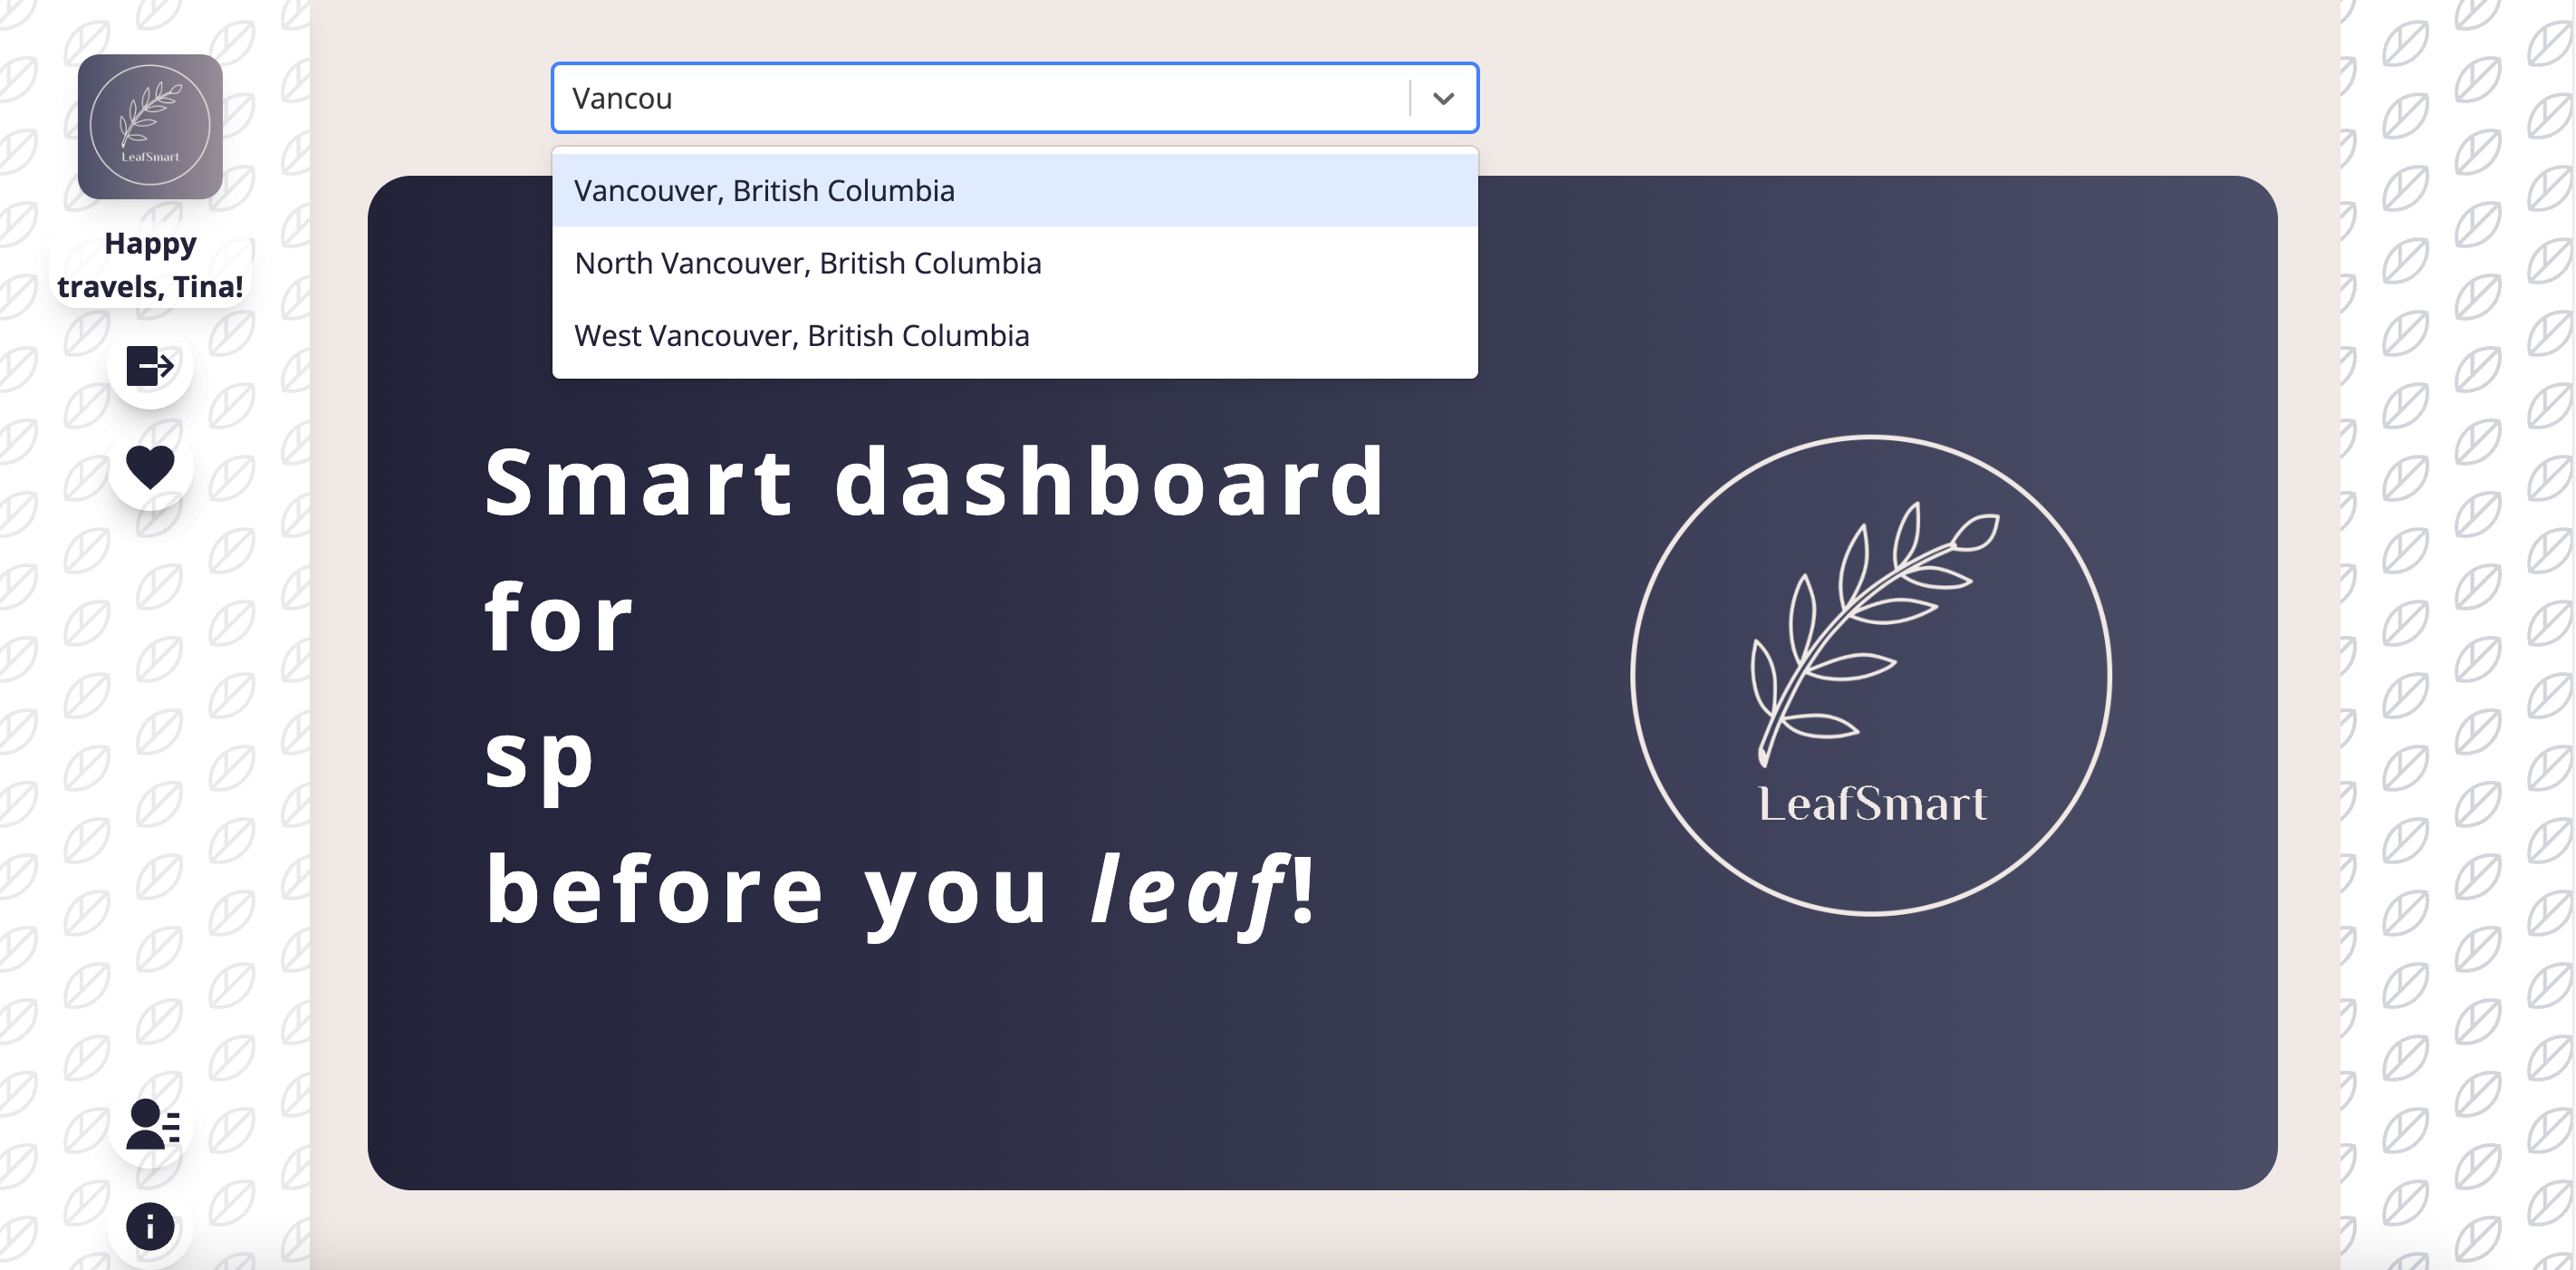 LeafSmart
Happy
travels, Tina!
Vancou
Vancouver, British Columbia
North Vancouver, British Columbia
West Vancouver, British Columbia
Smart dashboard
for
sp
before you leaf!
LeafSmart